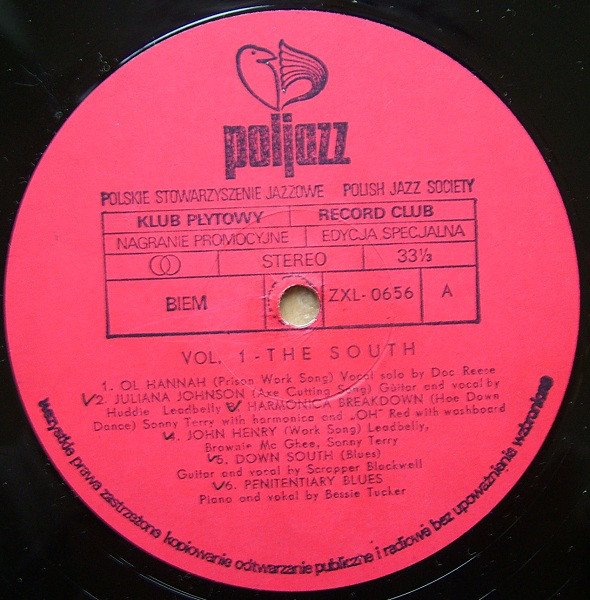 poljazz
POLSKIE STOWARZYSZENIE JAZZOWE POLISH JAZZ SOCIETY
KLUB PŁYTOWY RECORD CLUB
NAGRANIE PROMOCYJNE EDYCJA SPECJALNA
STEREO 33⅓
BIEM ZXL-0656 A
VOL. 1 - THE SOUTH
1. OL HANNAH (Prison Work Song) Vocal solo by Doc Reese
2. JULIANA JOHNSON (Axe Cutting Song) Guitar and vocal by
Huddie Leadbelly HARMONICA BREAKDOWN (Hoe Down
Dance) Sonny Terry with harmonica and „OH" Red with washboard
4. JOHN HENRY (Work Song) Leadbelly,
Brownie Mc Ghee, Sonny Terry
5. DOWN SOUTH (Blues)
Guitar and vocal by Scrapper Blackwell
6. PENITENTIARY BLUES
Piano and vokal by Bessie Tucker
wszystkie prawa zastrzeżone kopiowanie odtwarzanie publiczne i radiowe bez upoważnienia wzbronione